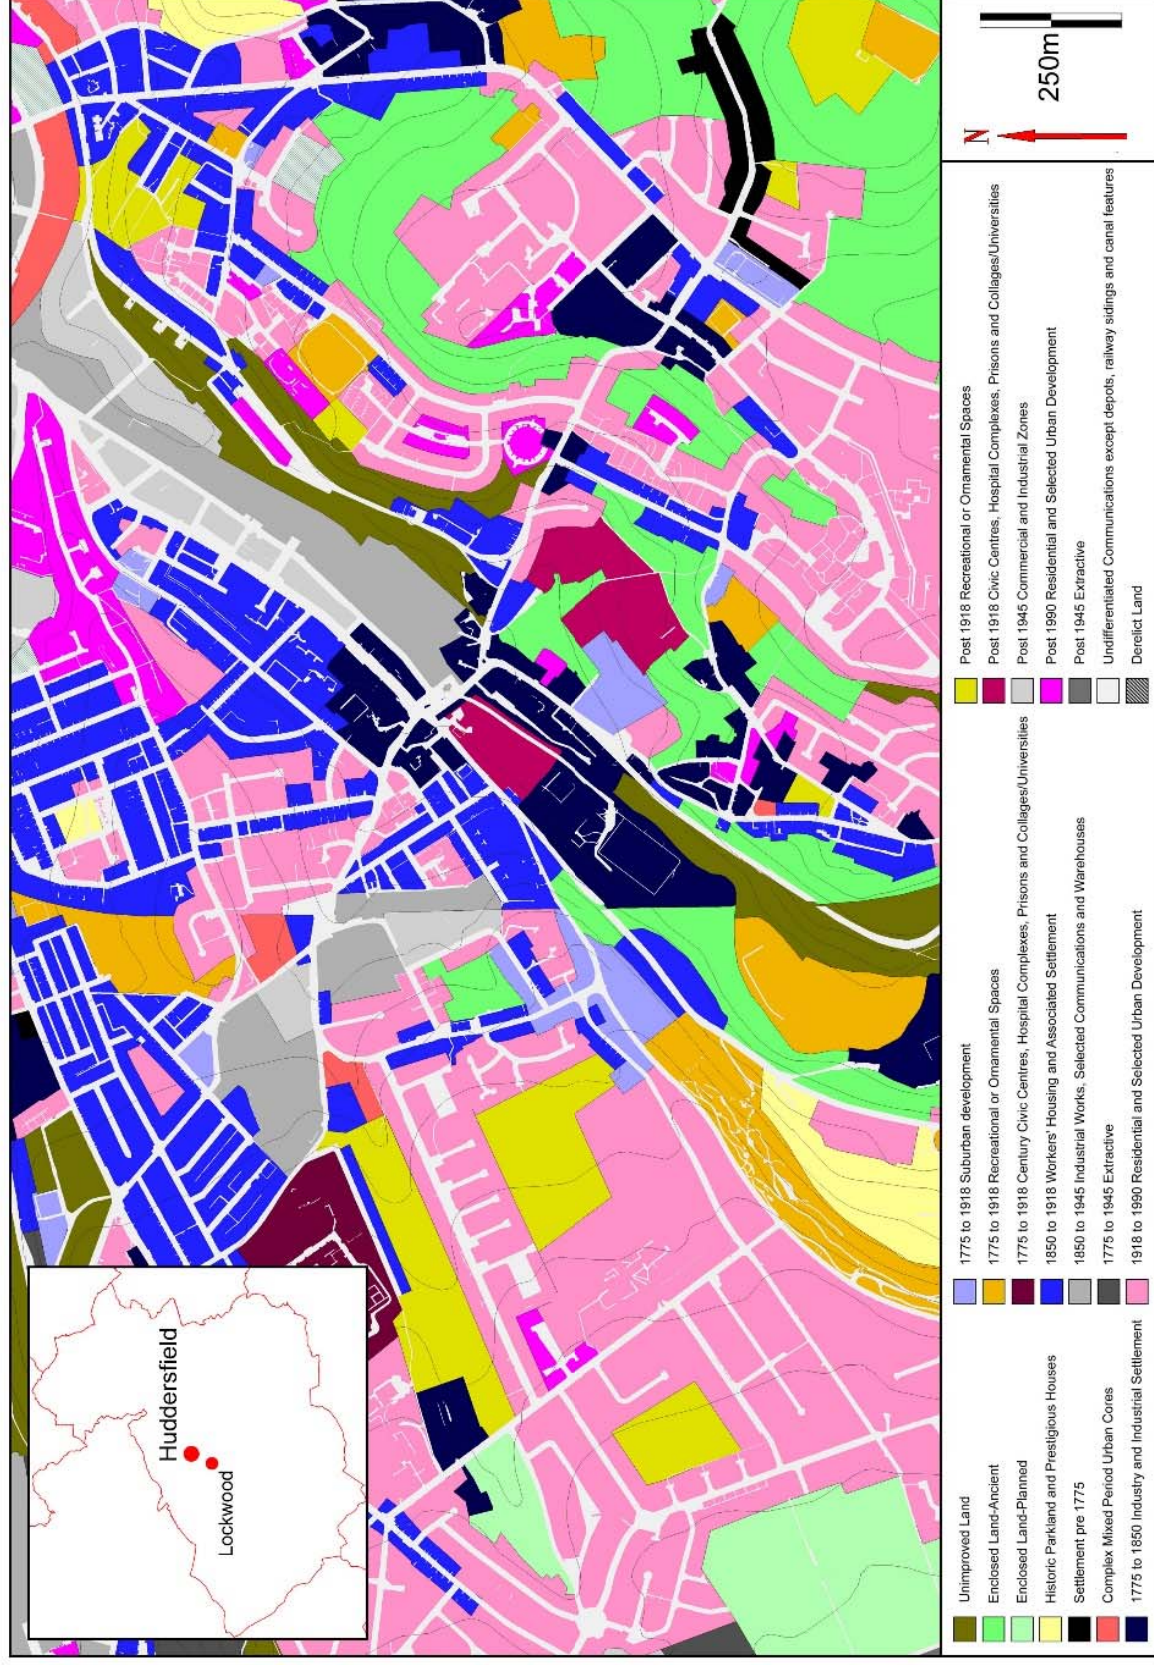 Huddersfield
Lockwood
Unimproved Land
Enclosed Land-Ancient
Enclosed Land-Planned
Historic Parkland and Prestigious Houses
Settlement pre 1775
Complex Mixed Period Urban Cores
1775 to 1850 Industry and Industrial Settlement
1775 to 1918 Suburban development
1775 to 1918 Recreational or Ornamental Spaces
1775 to 1918 Century Civic Centres, Hospital Complexes, Prisons and Collages/Universities
1850 to 1918 Workers' Housing and Associated Settlement
1850 to 1945 Industrial Works, Selected Communications and Warehouses
1775 to 1945 Extractive
1918 to 1990 Residential and Selected Urban Development
Post 1918 Recreational or Ornamental Spaces
Post 1918 Civic Centres, Hospital Complexes, Prisons and Collages/Universities
Post 1945 Commercial and Industrial Zones
Post 1990 Residential and Selected Urban Development
Post 1945 Extractive
Undifferentiated Communications except depots, railway sidings and canal features
Derelict Land
N
250m